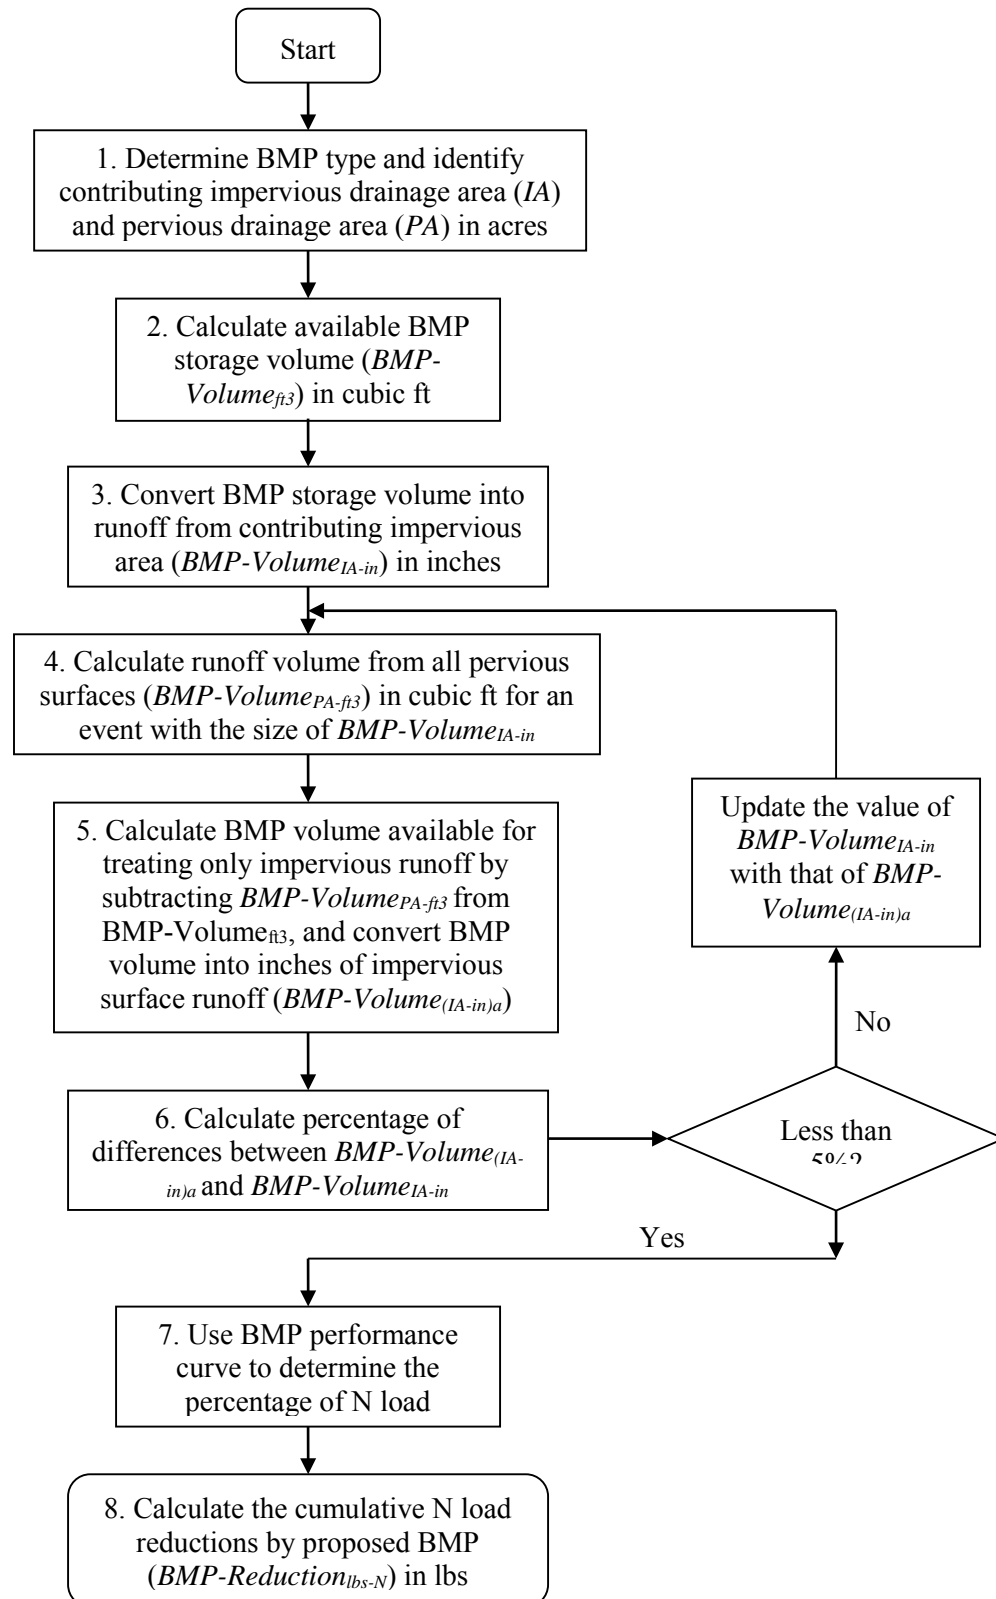 Start
1. Determine BMP type and identify
contributing impervious drainage area (IA)
and pervious drainage area (PA) in acres
2. Calculate available BMP
storage volume (BMP-
Volumeft3) in cubic ft
3. Convert BMP storage volume into
runoff from contributing impervious
area (BMP-VolumeIA-in) in inches
4. Calculate runoff volume from all pervious
surfaces (BMP-VolumePA-ft3) in cubic ft for an
event with the size of BMP-VolumeIA-in
5. Calculate BMP volume available for
treating only impervious runoff by
subtracting BMP-VolumePA-ft3 from
BMP-Volumeft3, and convert BMP
volume into inches of impervious
surface runoff (BMP-Volume(IA-in)a)
Update the value of
BMP-VolumeIA-in
with that of BMP-
Volume(IA-in)a
No
6. Calculate percentage of
differences between BMP-Volume(IA-
in)a and BMP-VolumeIA-in
Less than
5%?
Yes
7. Use BMP performance
curve to determine the
percentage of N load
8. Calculate the cumulative N load
reductions by proposed BMP
(BMP-Reductionlbs-N) in lbs